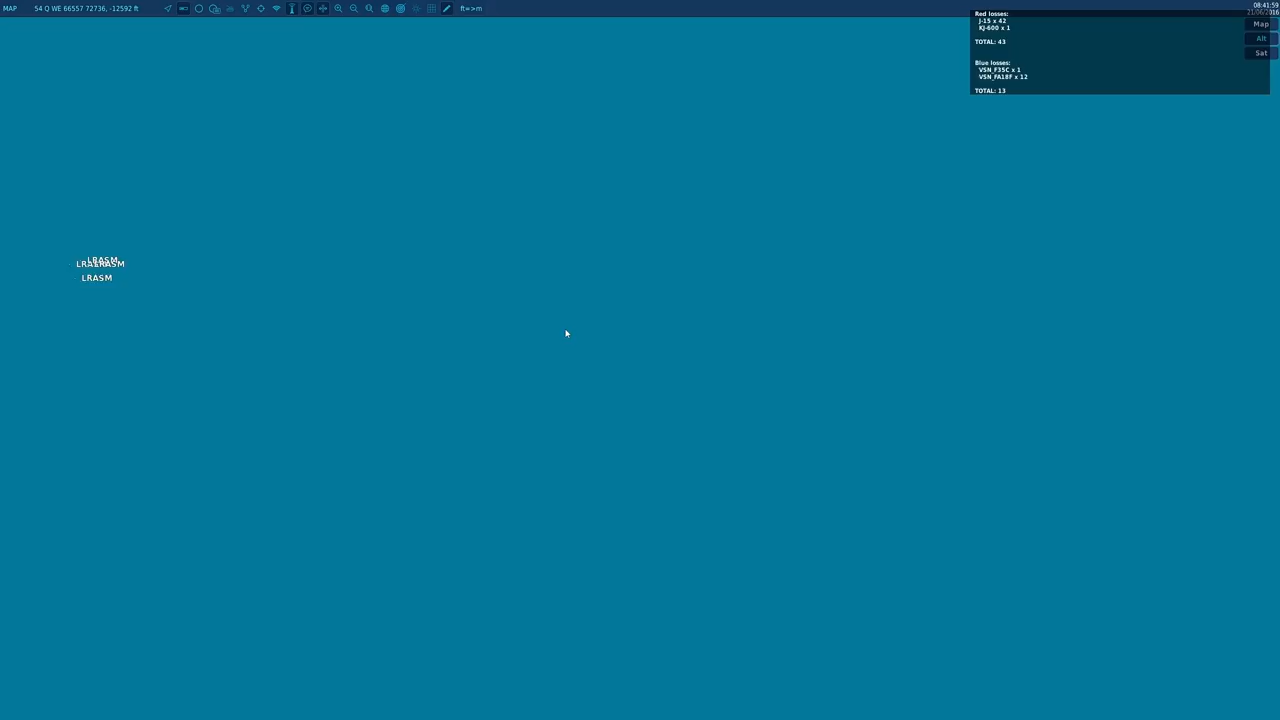 MAP 54 Q WE 66557 72736, -12592 ft ft=>m 08:41:59
Red losses:
J-15 x 42
KJ-600 x 1
TOTAL: 43
Blue losses:
VSN_F35C x 1
VSN_FA18F x 12
TOTAL: 13
Map
Alt
Sat
LRASM
LRASM
LRASM